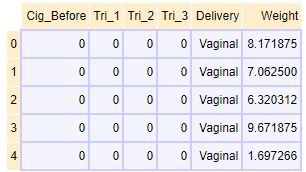 Cig_Before Tri_1 Tri_2 Tri_3 Delivery Weight
0 0 0 0 0 Vaginal 8.171875
1 0 0 0 0 Vaginal 7.062500
2 0 0 0 0 Vaginal 6.320312
3 0 0 0 0 Vaginal 9.671875
4 0 0 0 0 Vaginal 1.697266